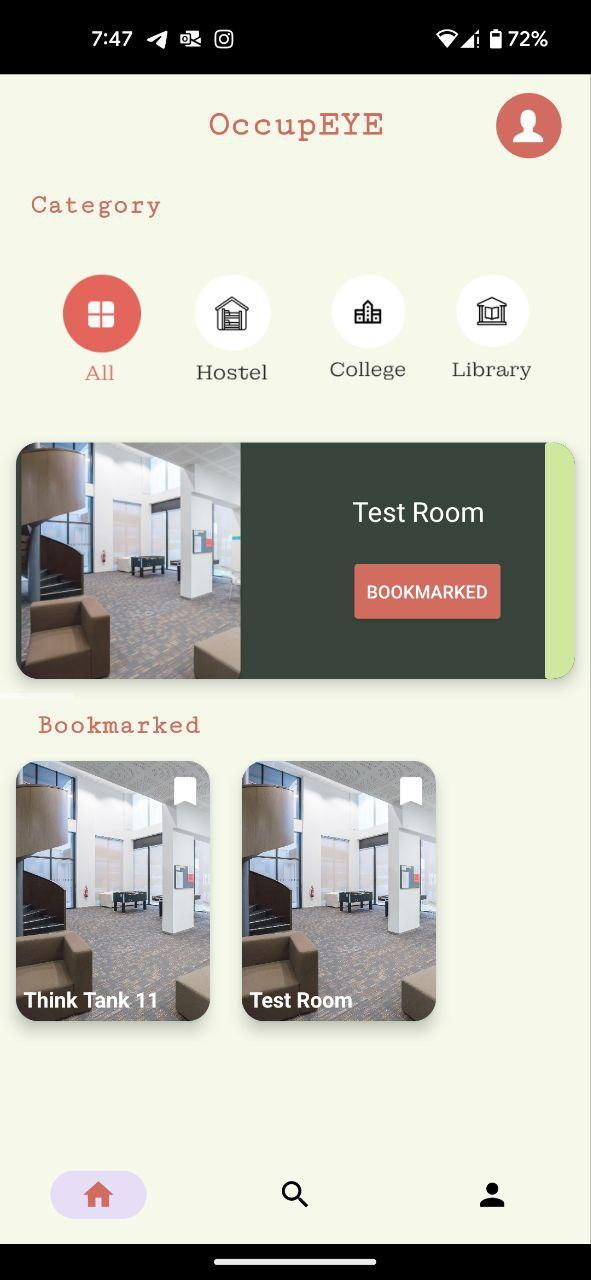 7:47 72%
OccupEYE
Category
All Hostel College Library
Test Room
BOOKMARKED
Bookmarked
Think Tank 11 Test Room